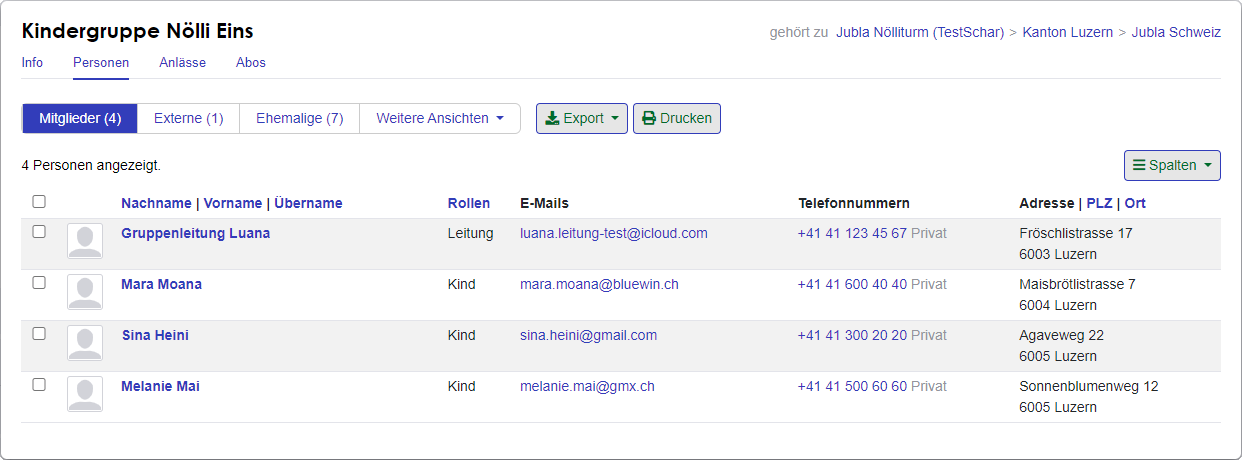 Kindergruppe Nölli Eins
gehört zu Jubla Nölliturm (TestSchar) > Kanton Luzern > Jubla Schweiz
Info Personen Anlässe Abos
Mitglieder (4) Externe (1) Ehemalige (7) Weitere Ansichten Export Drucken
4 Personen angezeigt.
Spalten
Nachname | Vorname | Übername Rollen E-Mails Telefonnummern Adresse | PLZ | Ort
Gruppenleitung Luana Leitung luana.leitung-test@icloud.com +41 41 123 45 67 Privat Fröschlistrasse 17
6003 Luzern
Mara Moana Kind mara.moana@bluewin.ch +41 41 600 40 40 Privat Maisbrötlistrasse 7
6004 Luzern
Sina Heini Kind sina.heini@gmail.com +41 41 300 20 20 Privat Agaveweg 22
6005 Luzern
Melanie Mai Kind melanie.mai@gmx.ch +41 41 500 60 60 Privat Sonnenblumenweg 12
6005 Luzern